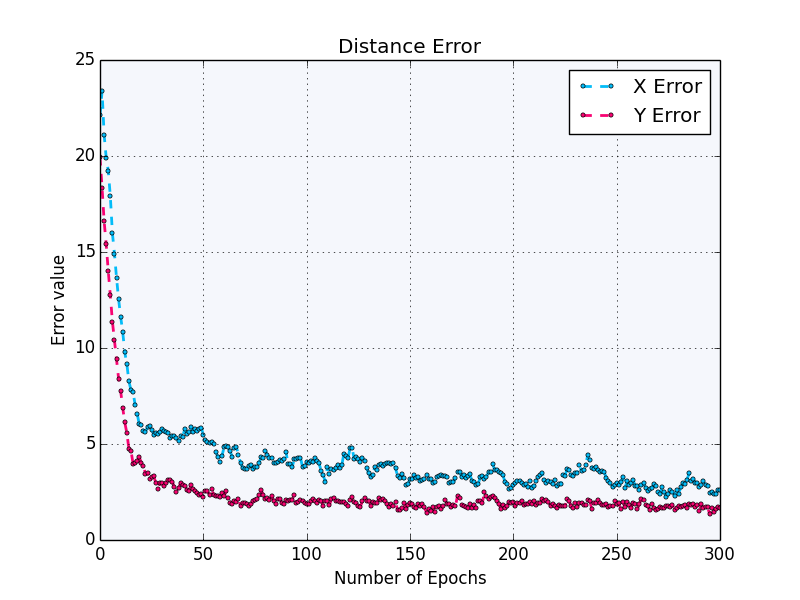 Distance Error
X Error
Y Error
Error value
25
20
15
10
5
0
0 50 100 150 200 250 300
Number of Epochs